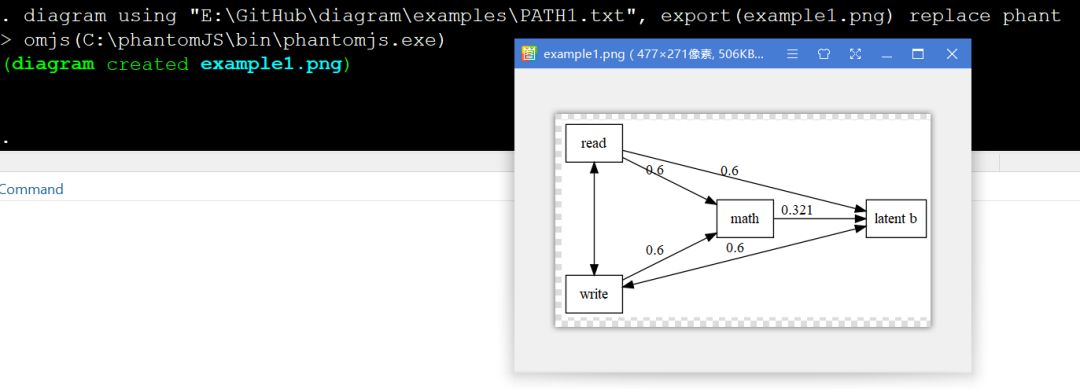 . diagram using "E:\GitHub\diagram\examples\PATH1.txt", export(example1.png) replace phant
> omjs(C:\phantomJS\bin\phantomjs.exe)
(diagram created example1.png)
.
Command
example1.png ( 477×271像素, 506KB...
read
0.6
0.6
math
0.321
latent b
0.6
0.6
write